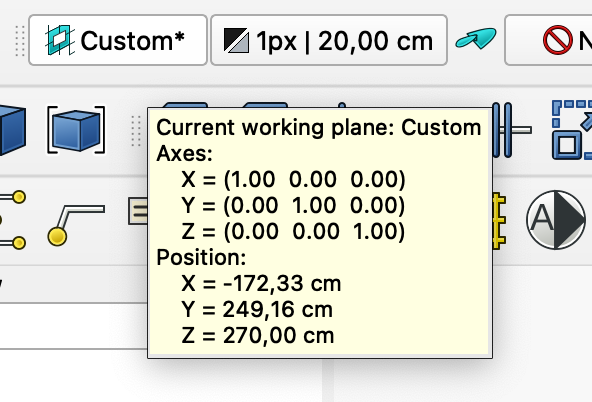 Custom*
1px | 20,00 cm
N
Current working plane: Custom
Axes:
X = (1.00 0.00 0.00)
Y = (0.00 1.00 0.00)
Z = (0.00 0.00 1.00)
Position:
X = -172,33 cm
Y = 249,16 cm
Z = 270,00 cm
A